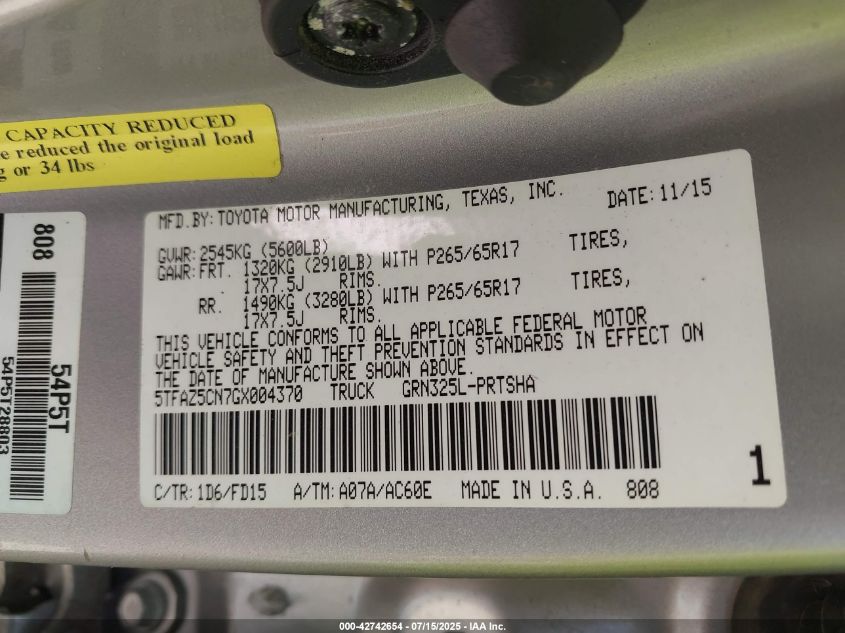 CAPACITY REDUCED
e reduced the original load
g or 34 lbs
808
54P5T
54P5T28803
MFD. BY: TOYOTA MOTOR MANUFACTURING, TEXAS, INC. DATE: 11/15
GVWR: 2545KG (5600LB)
GAWR: FRT. 1320KG (2910LB) WITH P265/65R17 TIRES,
17X7.5J RIMS.
RR. 1490KG (3280LB) WITH P265/65R17 TIRES,
17X7.5J RIMS.
THIS VEHICLE CONFORMS TO ALL APPLICABLE FEDERAL MOTOR
VEHICLE SAFETY AND THEFT PREVENTION STANDARDS IN EFFECT ON
THE DATE OF MANUFACTURE SHOWN ABOVE.
5TFAZ5CN7GX004370 TRUCK GRN325L-PRTSHA
C/TR: 1D6/FD15 A/TM: A07A/AC60E MADE IN U.S.A. 808
1
000-42742654 - 07/15/2025 - IAA Inc.